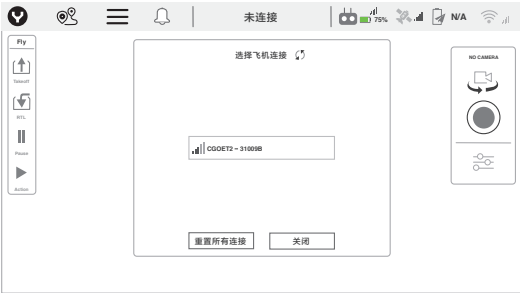 未连接
75%
N/A
Fly
Takeoff
RTL
Pause
Action
选择飞机连接
CGOET2 – 31009B
重置所有连接
关闭
NO CAMERA